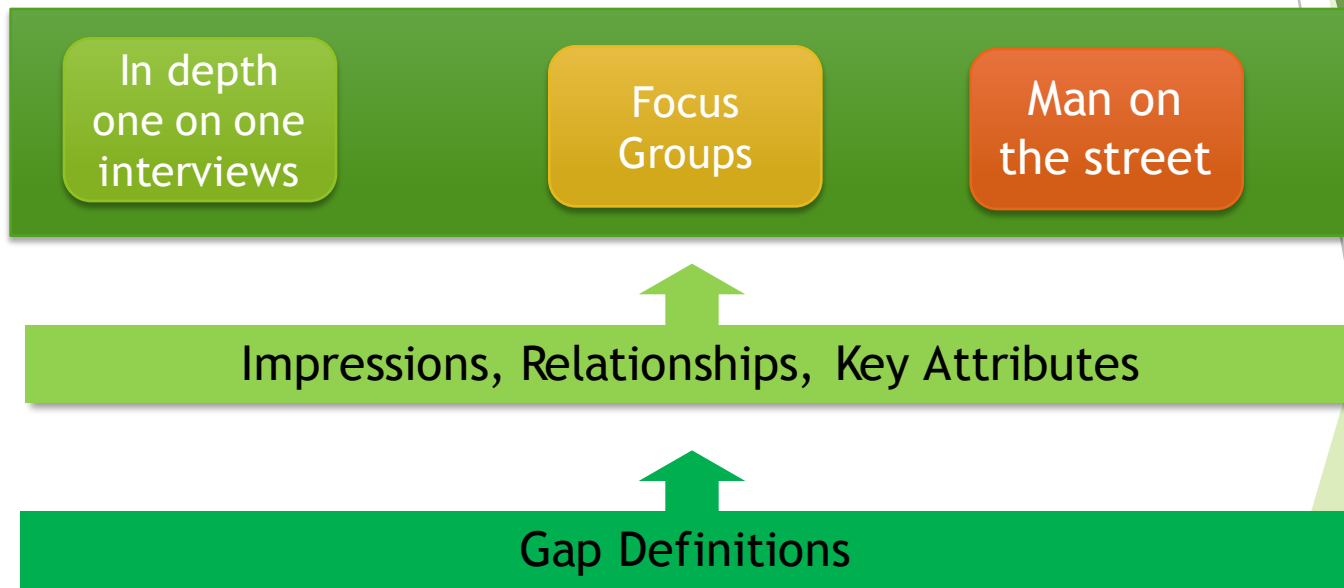 In depth
one on one
interviews
Focus
Groups
Man on
the street
Impressions, Relationships, Key Attributes
Gap Definitions